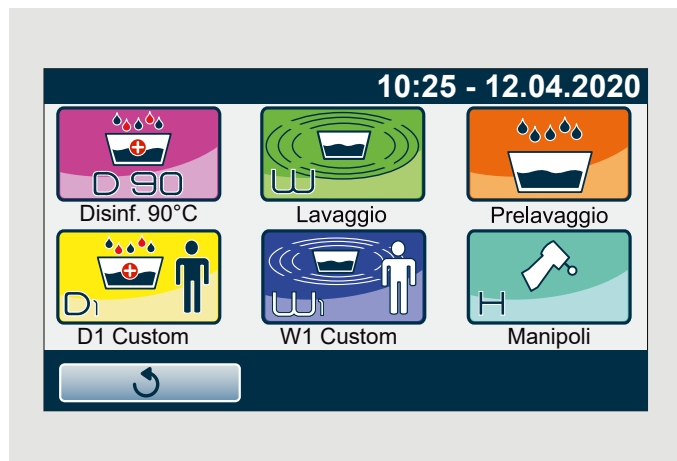 10:25 - 12.04.2020
D 90
W
Disinf. 90°C
Lavaggio
Prelavaggio
D1
W1
H
D1 Custom
W1 Custom
Manipoli